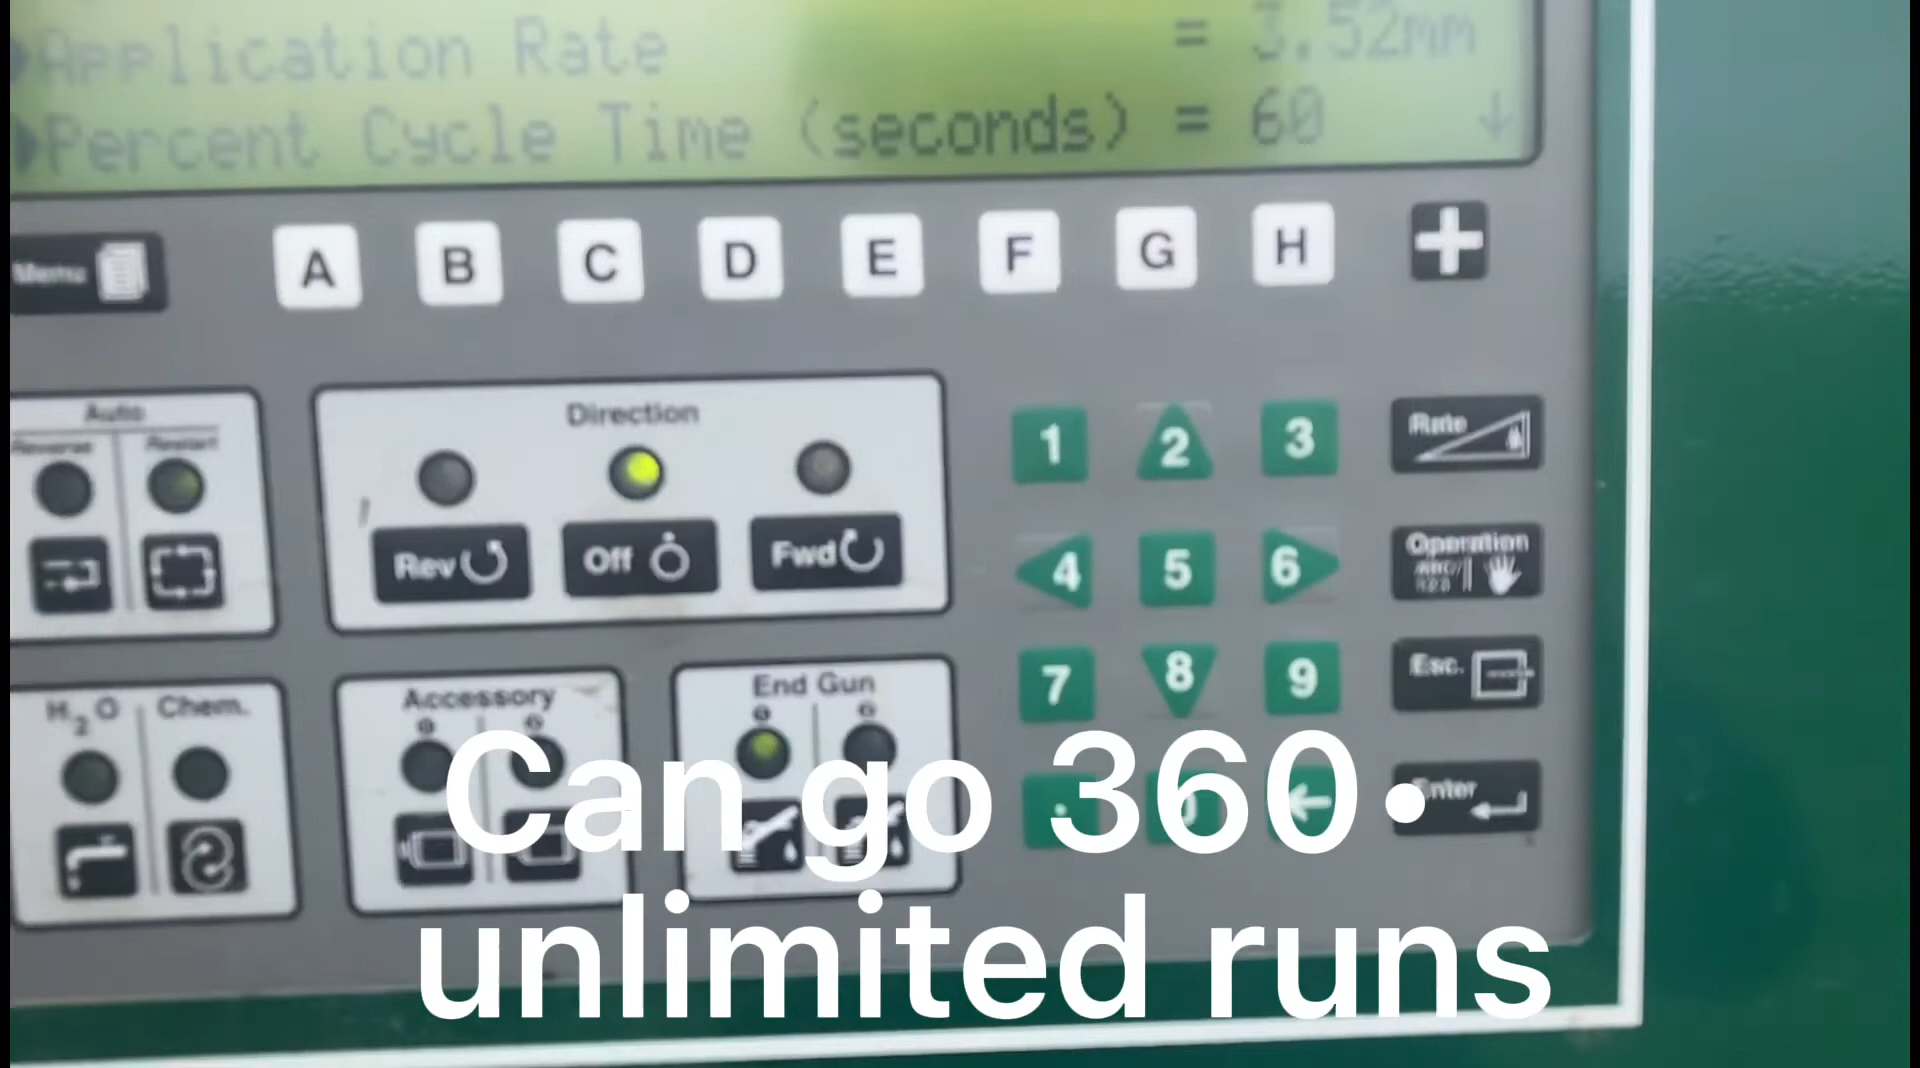 Application Rate = 3.52mm
Percent Cycle Time (seconds) = 60 ↓
Menu
A B C D E F G H
Auto
Reverse Restart
Direction
Rev Off Fwd
1 2 3 Rate
4 5 6 Operation
7 8 9 Esc.
H2O Chem.
Accessory
End Gun
Enter
Can go 360•
unlimited runs